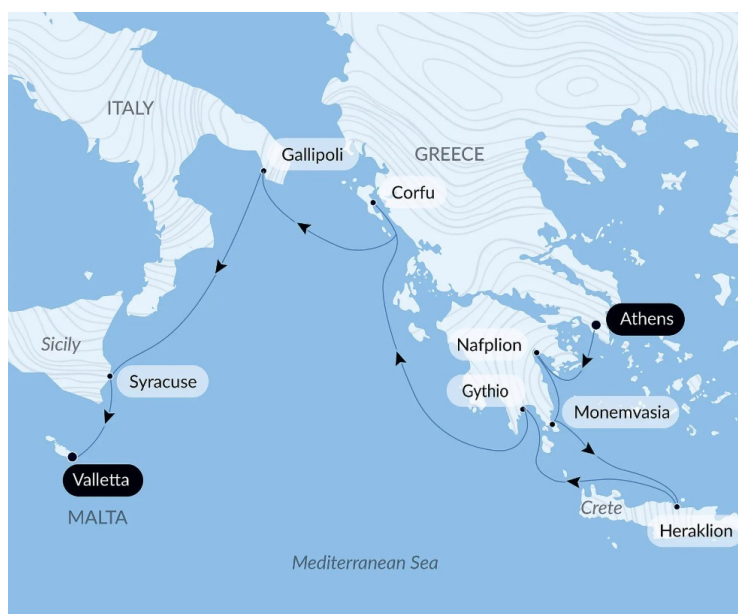 ITALY
Gallipoli
GREECE
Corfu
Athens
Sicily
Nafplion
Syracuse
Gythio
Monemvasia
Valletta
MALTA
Crete
Heraklion
Mediterranean Sea